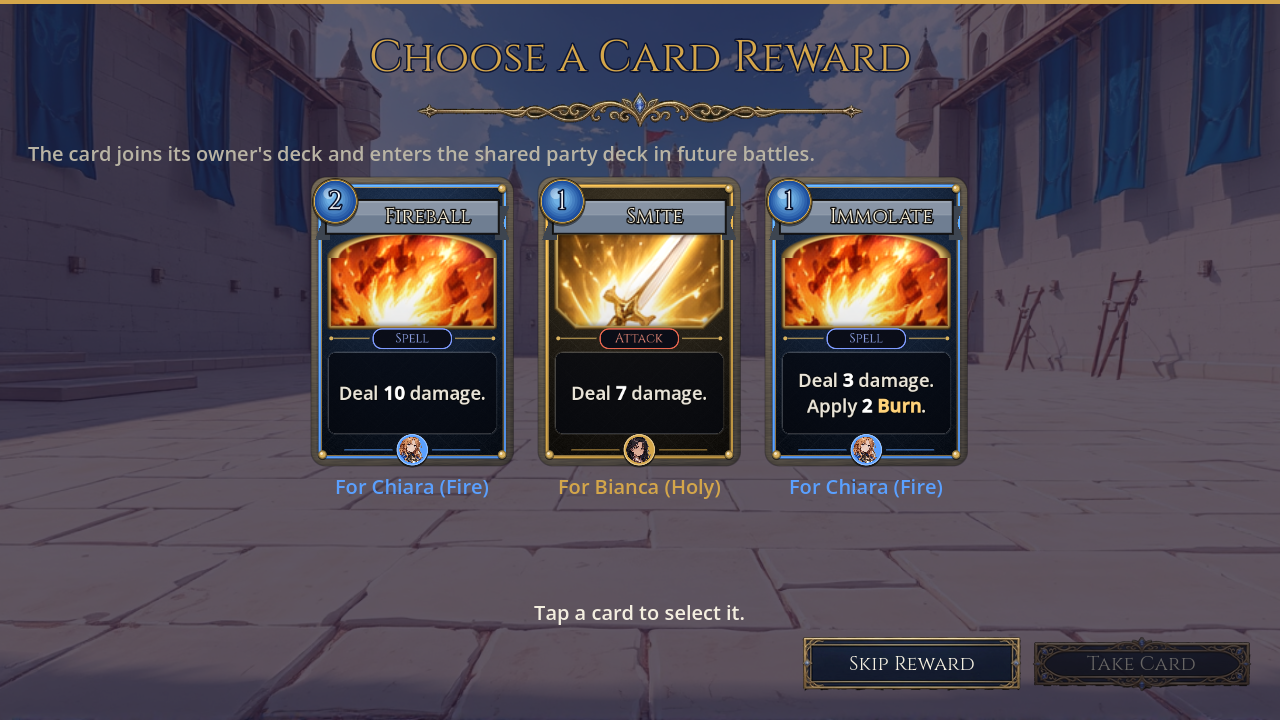 Choose a Card Reward
The card joins its owner's deck and enters the shared party deck in future battles.
2
Fireball
Spell
Deal 10 damage.
For Chiara (Fire)
1
Smite
Attack
Deal 7 damage.
For Bianca (Holy)
1
Immolate
Spell
Deal 3 damage.
Apply 2 Burn.
For Chiara (Fire)
Tap a card to select it.
Skip Reward
Take Card